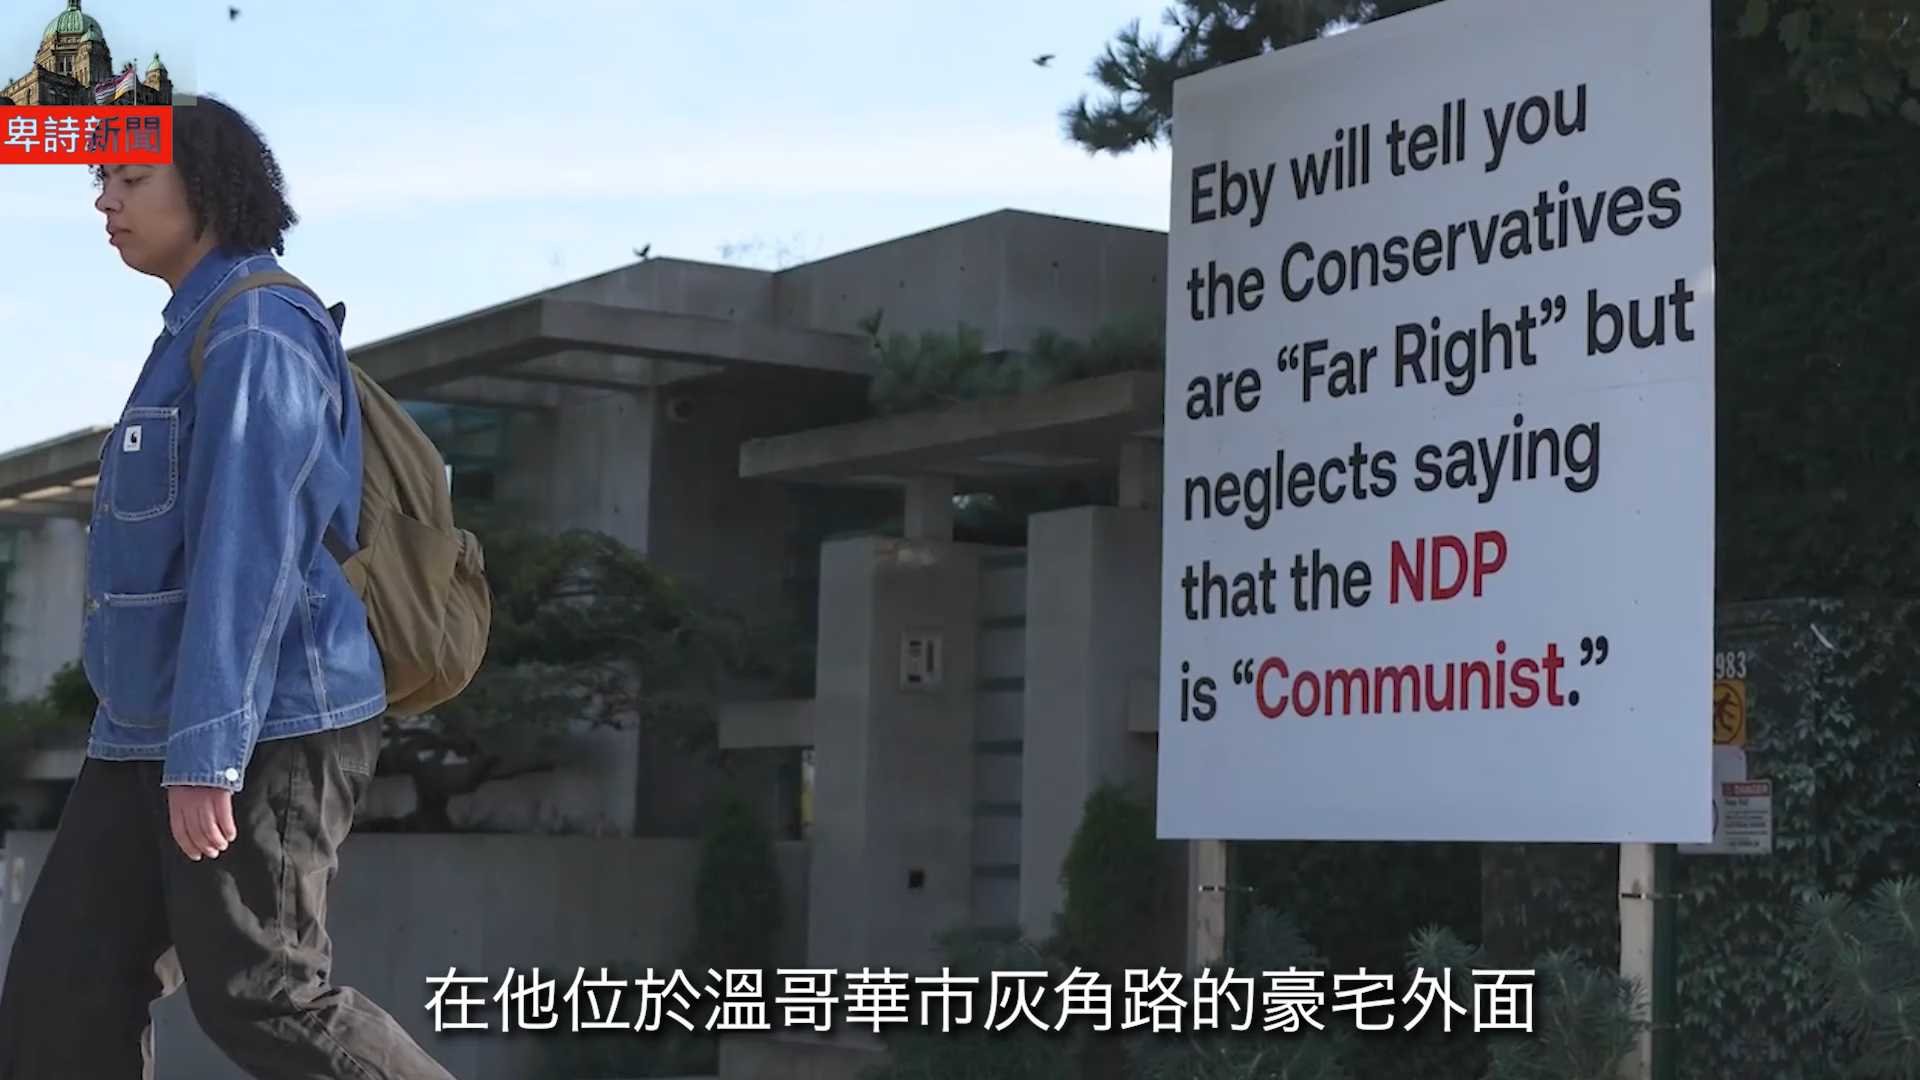 卑詩新聞
Eby will tell you
the Conservatives
are “Far Right” but
neglects saying
that the NDP
is “Communist.”
983
DANGER
在他位於溫哥華市灰角路的豪宅外面